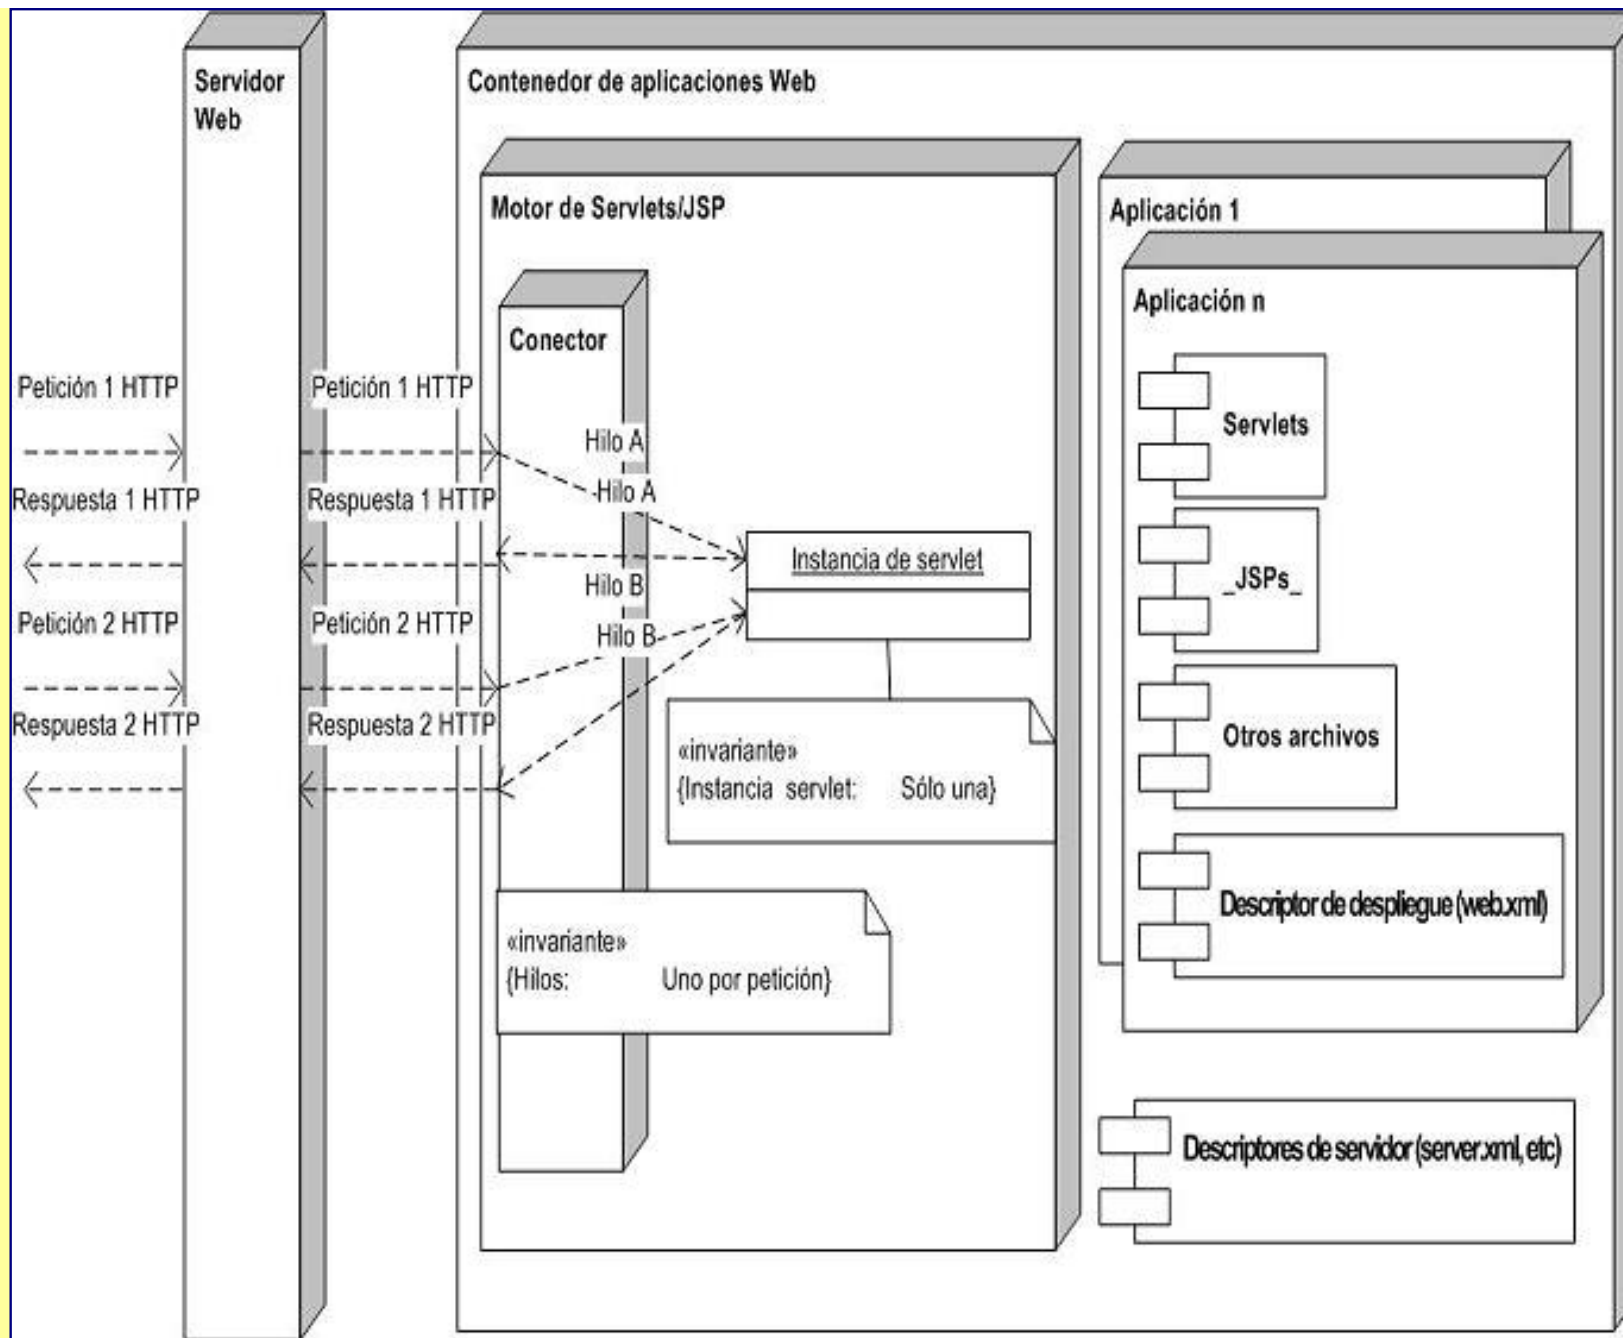 Servidor
Web
Contenedor de aplicaciones Web
Motor de Servlets/JSP
Aplicación 1
Aplicación n
Conector
Servlets
Petición 1 HTTP
Petición 1 HTTP
Hilo A
Hilo A
Respuesta 1 HTTP
Respuesta 1 HTTP
Instancia de servlet
_JSPs_
Hilo B
Petición 2 HTTP
Petición 2 HTTP
Hilo B
Respuesta 2 HTTP
Respuesta 2 HTTP
Otros archivos
«invariante»
{Instancia servlet: Sólo una}
Descriptor de despliegue (web.xml)
«invariante»
{Hilos: Uno por petición}
Descriptores de servidor (server.xml, etc)